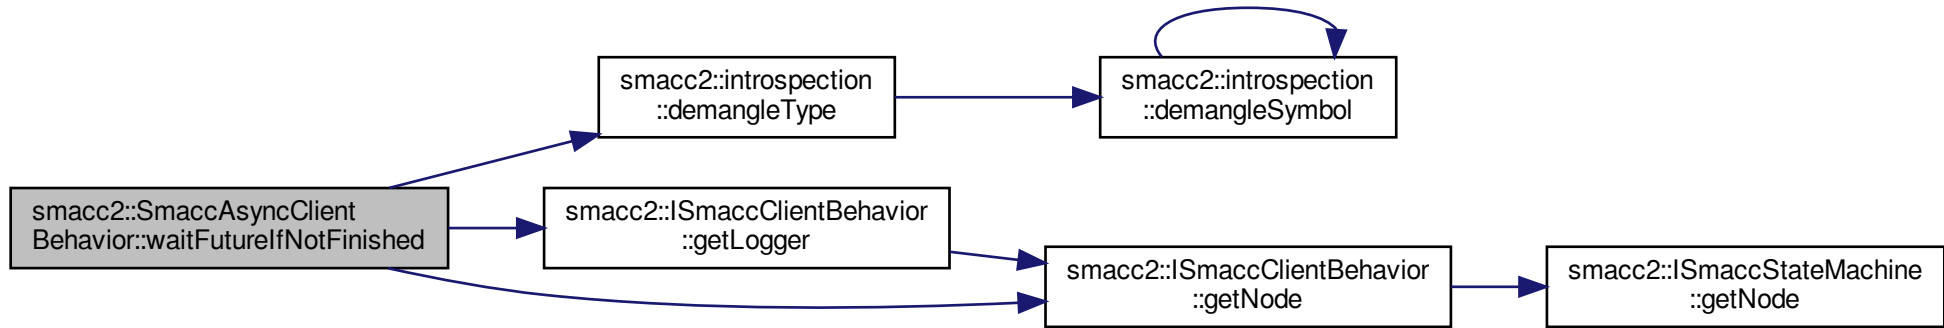 smacc2::introspection
::demangleType
smacc2::introspection
::demangleSymbol
smacc2::SmaccAsyncClient
Behavior::waitFutureIfNotFinished
smacc2::ISmaccClientBehavior
::getLogger
smacc2::ISmaccClientBehavior
::getNode
smacc2::ISmaccStateMachine
::getNode